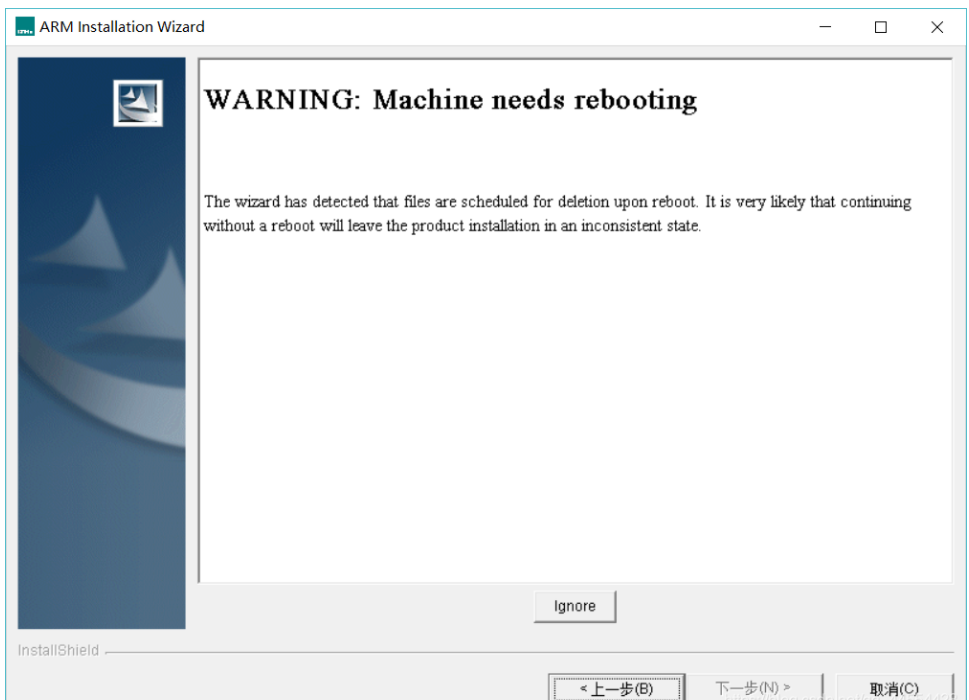 ARM Installation Wizard
WARNING: Machine needs rebooting
The wizard has detected that files are scheduled for deletion upon reboot. It is very likely that continuing
without a reboot will leave the product installation in an inconsistent state.
Ignore
InstallShield
< 上一步(B) 下一步(N) > 取消(C)